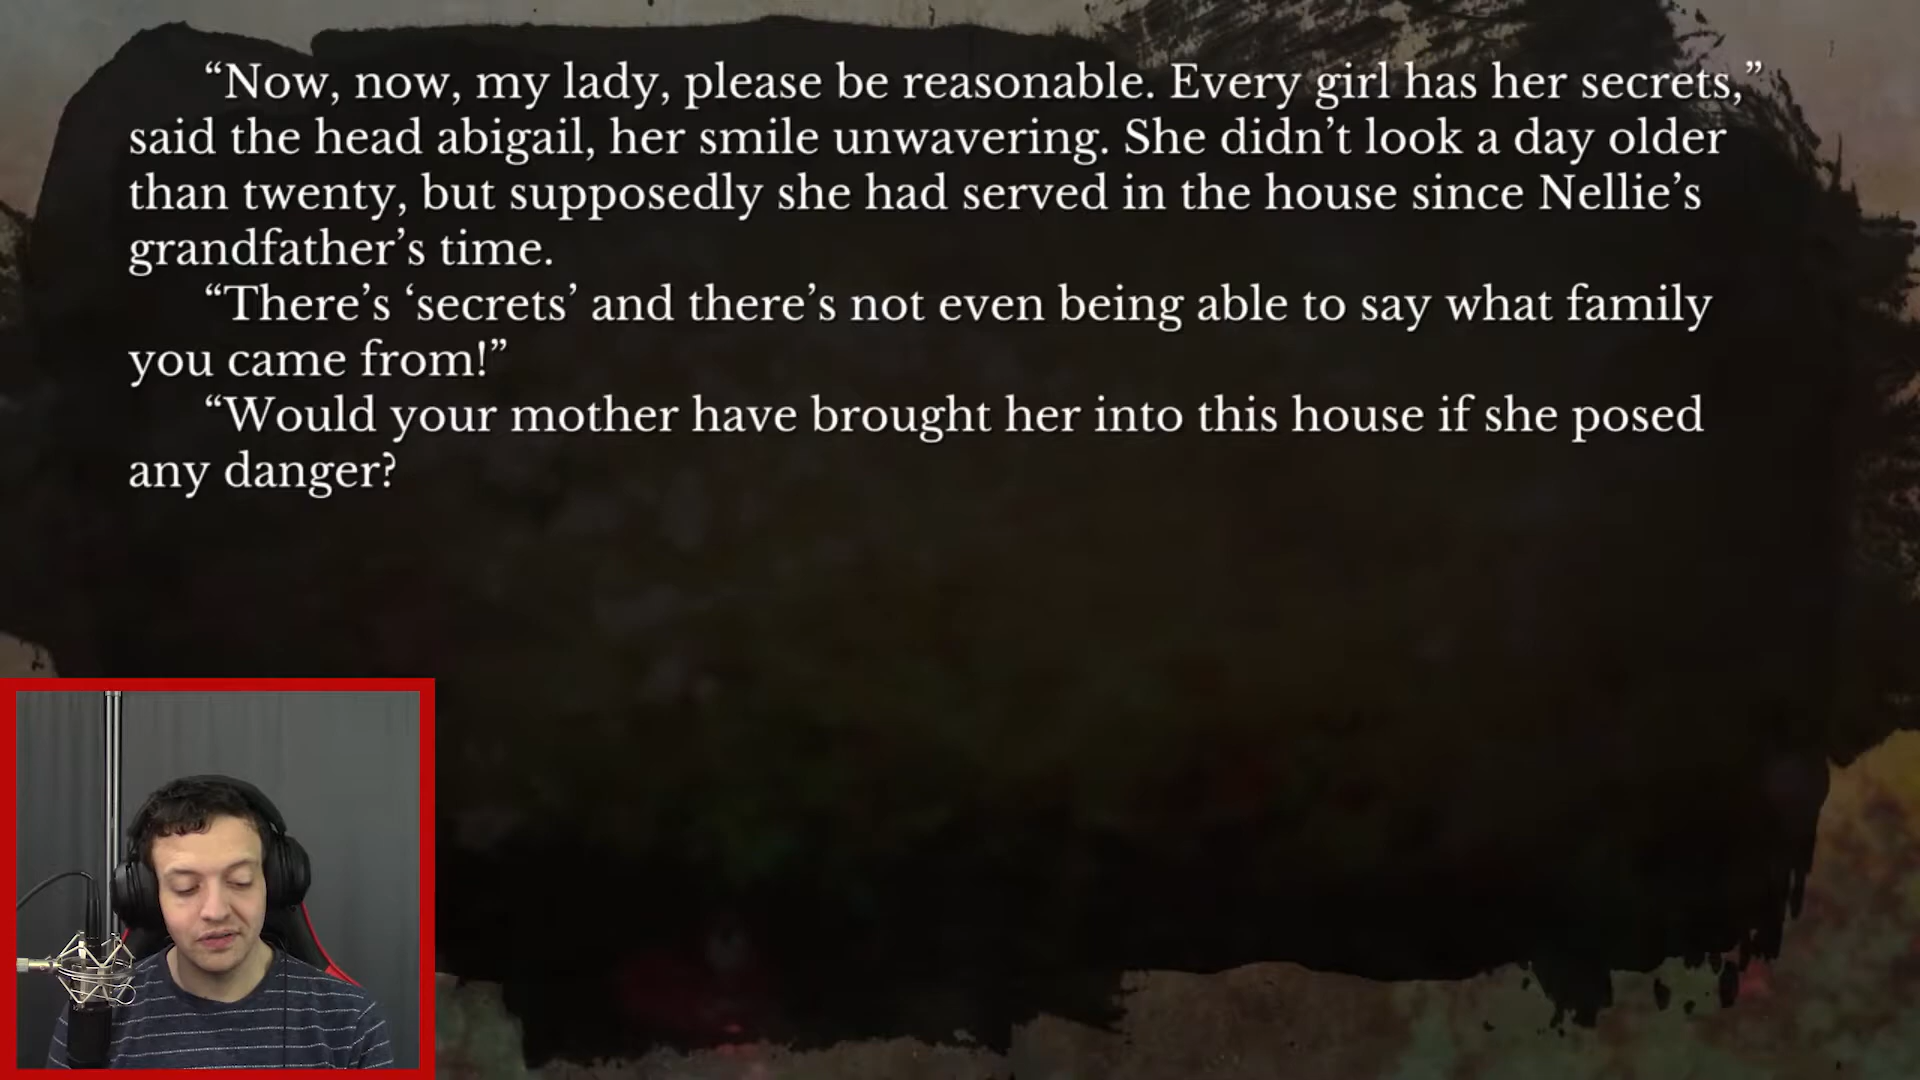 “Now, now, my lady, please be reasonable. Every girl has her secrets,”
said the head abigail, her smile unwavering. She didn’t look a day older
than twenty, but supposedly she had served in the house since Nellie’s
grandfather’s time.
“There’s ‘secrets’ and there’s not even being able to say what family
you came from!”
“Would your mother have brought her into this house if she posed
any danger?